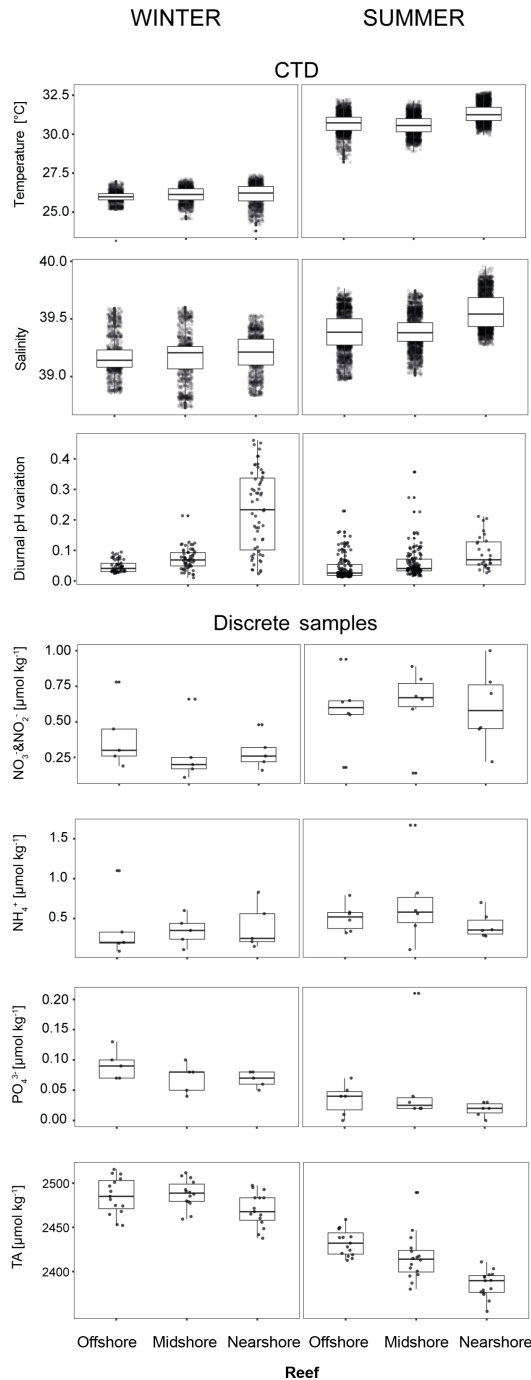 WINTER SUMMER
CTD
Temperature [°C]
32.5
30.0
27.5
25.0
Salinity
40.0
39.5
39.0
Diurnal pH variation
0.4
0.3
0.2
0.1
0.0
Discrete samples
NO₃⁻&NO₂⁻ [µmol kg⁻¹]
1.00
0.75
0.50
0.25
NH₄⁺ [µmol kg⁻¹]
1.5
1.0
0.5
PO₄³⁻ [µmol kg⁻¹]
0.20
0.15
0.10
0.05
0.00
TA [µmol kg⁻¹]
2500
2450
2400
Offshore Midshore Nearshore Offshore Midshore Nearshore
Reef